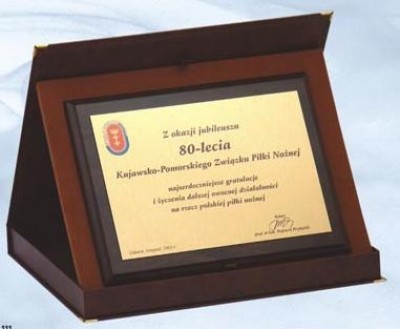 Z okazji jubileuszu
80-lecia
Kujawsko-Pomorskiego Związku Piłki Nożnej
najserdeczniejsze gratulacje
i życzenia dalszej owocnej działalności
na rzecz polskiej piłki nożnej